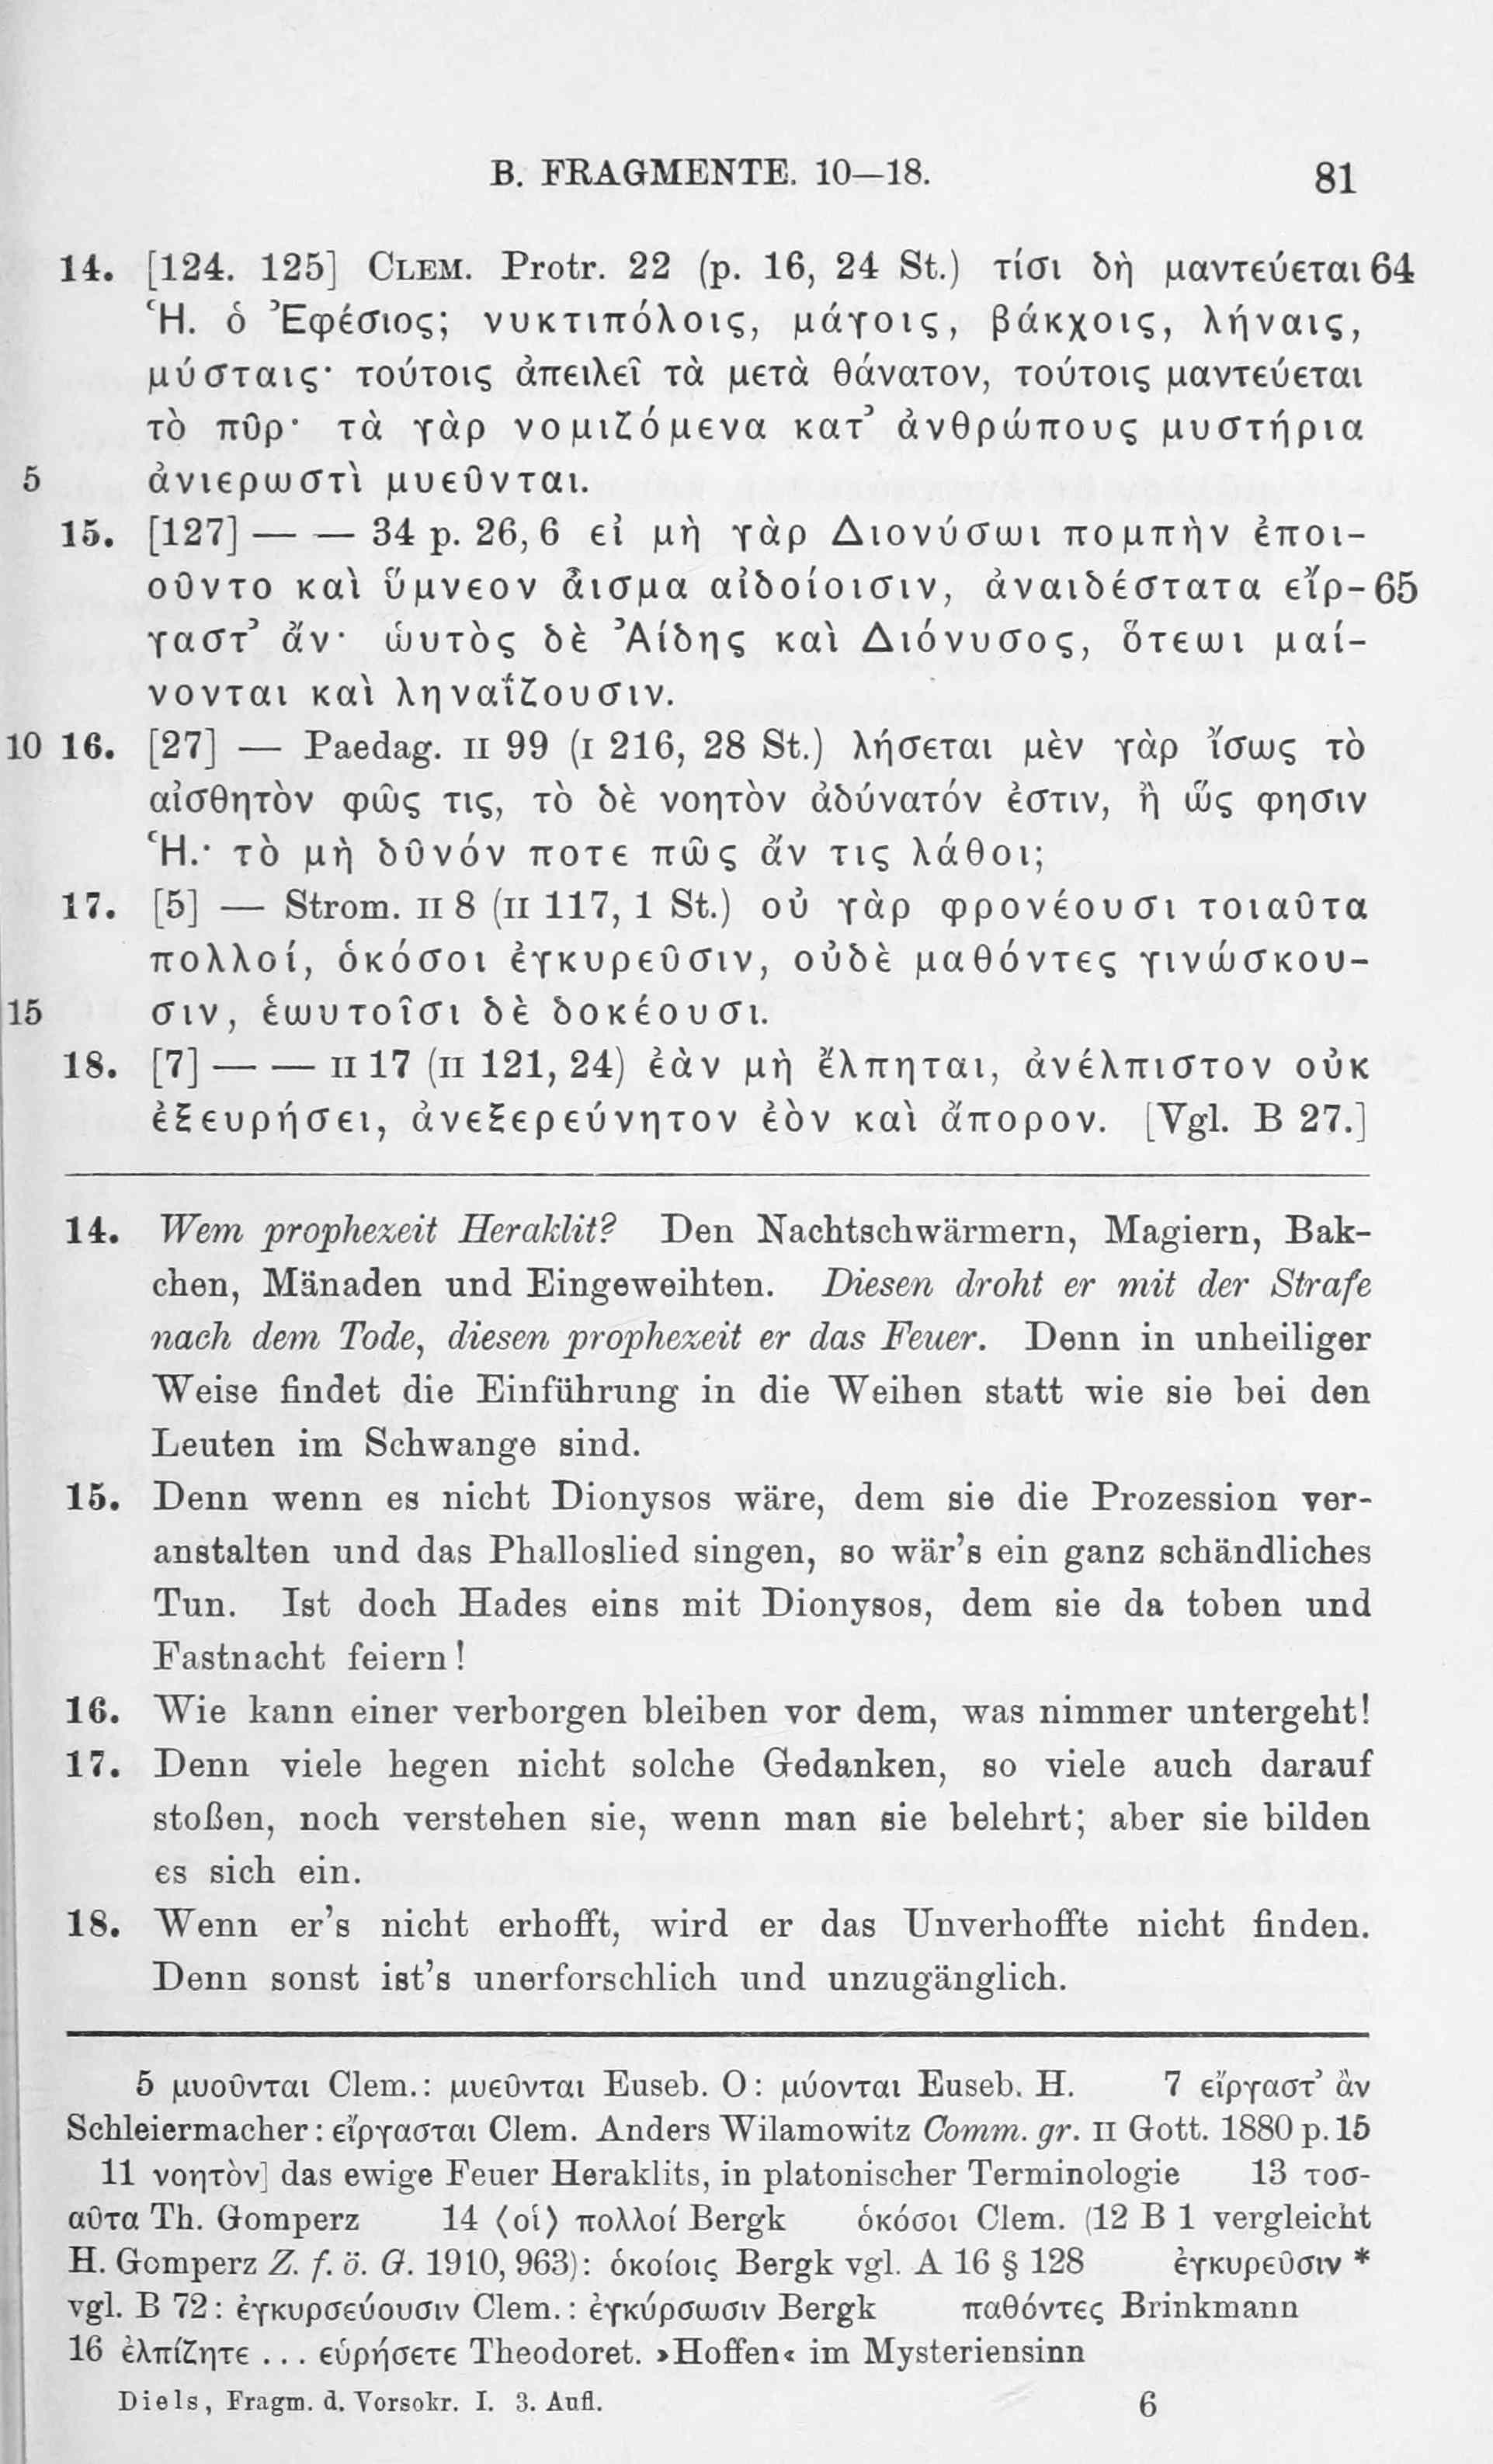 B. FRAGMENTE. 10—18. 81
14. [124. 125] CLEM. Protr. 22 (p. 16, 24 St.) τίσι δὴ μαντεύεται 64
Ἡ. ὁ Ἐφέσιος; νυκτιπόλοις, μάγοις, βάκχοις, λήναις,
μύσταις· τούτοις ἀπειλεῖ τὰ μετὰ θάνατον, τούτοις μαντεύεται
τὸ πῦρ· τὰ γὰρ νομιζόμενα κατ’ ἀνθρώπους μυστήρια
5 ἀνιερωστὶ μυεῦνται.
15. [127] — — 34 p. 26, 6 εἰ μὴ γὰρ Διονύσωι πομπὴν ἐποι-
οῦντο καὶ ὕμνεον ἆισμα αἰδοίοισιν, ἀναιδέστατα εἴρ- 65
γαστ’ ἄν· ὡυτὸς δὲ Ἀίδης καὶ Διόνυσος, ὅτεωι μαί-
νονται καὶ ληναΐζουσιν.
10 16. [27] — Paedag. II 99 (I 216, 28 St.) λήσεται μὲν γὰρ ἴσως τὸ
αἰσθητὸν φῶς τις, τὸ δὲ νοητὸν ἀδύνατόν ἐστιν, ἢ ὥς φησιν
Ἡ.· τὸ μὴ δῦνόν ποτε πῶς ἄν τις λάθοι;
17. [5] — Strom. II 8 (II 117, 1 St.) οὐ γὰρ φρονέουσι τοιαῦτα
πολλοί, ὁκόσοι ἐγκυρεῦσιν, οὐδὲ μαθόντες γινώσκου-
15 σιν, ἑωυτοῖσι δὲ δοκέουσι.
18. [7] — — II 17 (II 121, 24) ἐὰν μὴ ἔλπηται, ἀνέλπιστον οὐκ
ἐξευρήσει, ἀνεξερεύνητον ἐὸν καὶ ἄπορον. [Vgl. B 27.]
14. Wem prophezeit Heraklit? Den Nachtschwärmern, Magiern, Bak-
chen, Mänaden und Eingeweihten. Diesen droht er mit der Strafe
nach dem Tode, diesen prophezeit er das Feuer. Denn in unheiliger
Weise findet die Einführung in die Weihen statt wie sie bei den
Leuten im Schwange sind.
15. Denn wenn es nicht Dionysos wäre, dem sie die Prozession ver-
anstalten und das Phalloslied singen, so wär’s ein ganz schändliches
Tun. Ist doch Hades eins mit Dionysos, dem sie da toben und
Fastnacht feiern!
16. Wie kann einer verborgen bleiben vor dem, was nimmer untergeht!
17. Denn viele hegen nicht solche Gedanken, so viele auch darauf
stoßen, noch verstehen sie, wenn man sie belehrt; aber sie bilden
es sich ein.
18. Wenn er’s nicht erhofft, wird er das Unverhoffte nicht finden.
Denn sonst ist’s unerforschlich und unzugänglich.
5 μυοῦνται Clem.: μυεῦνται Euseb. O: μύονται Euseb. H. 7 εἴργαστ’ ἂν
Schleiermacher: εἴργασται Clem. Anders Wilamowitz Comm. gr. II Gott. 1880 p. 15
11 νοητὸν] das ewige Feuer Heraklits, in platonischer Terminologie 13 τοσ-
αῦτα Th. Gomperz 14 ⟨οἱ⟩ πολλοί Bergk ὁκόσοι Clem. (12 B 1 vergleicht
H. Gomperz Z. f. ö. G. 1910, 963): ὁκοίοις Bergk vgl. A 16 § 128 ἐγκυρεῦσιν *
vgl. B 72: ἐγκυρσεύουσιν Clem.: ἐγκύρσωσιν Bergk παθόντες Brinkmann
16 ἐλπίζητε ... εὑρήσετε Theodoret. »Hoffen« im Mysteriensinn
Diels, Fragm. d. Vorsokr. I. 3. Aufl. 6